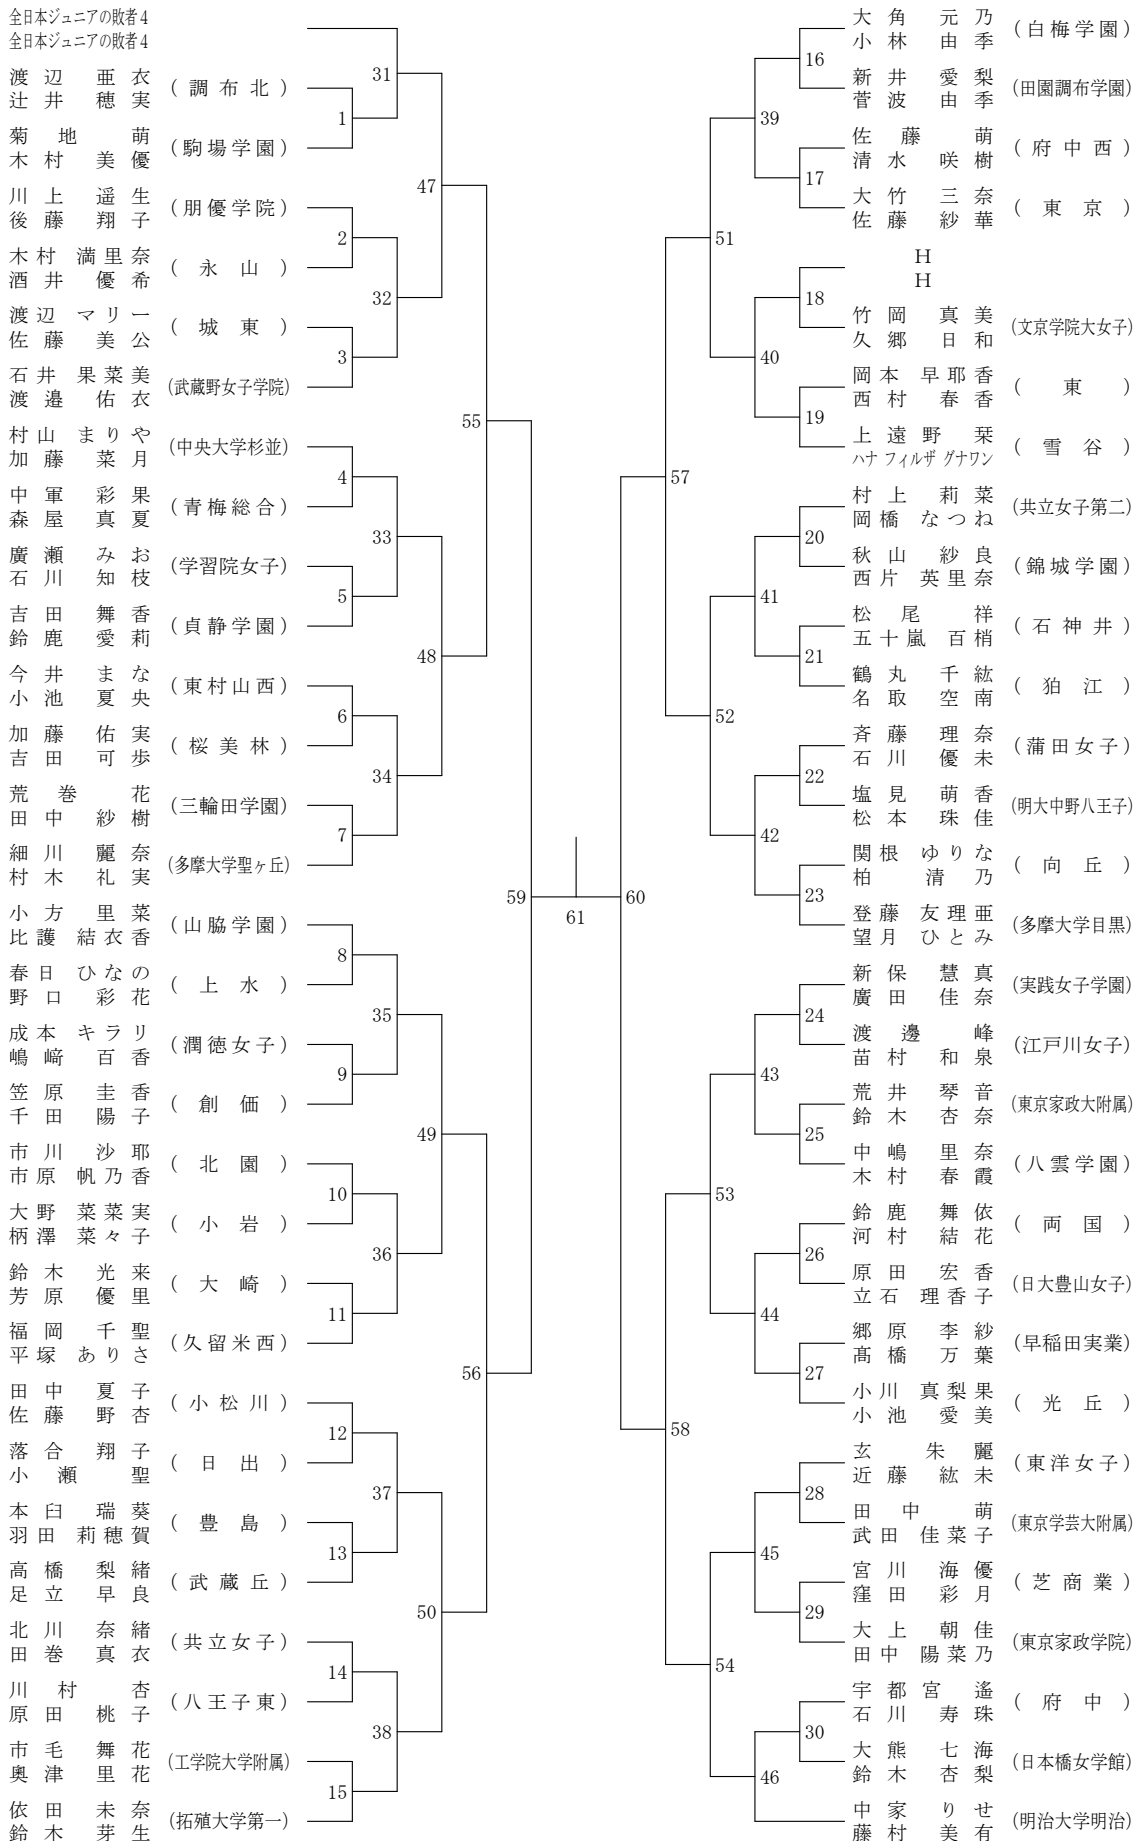 全日本ジュニアの敗者4
全日本ジュニアの敗者4
渡辺 亜衣
辻井 穂実
(調布北)
菊地 萌
木村 美優
(駒場学園)
川上 遥生
後藤 翔子
(朋優学院)
木村 満里奈
酒井 優希
(永山)
渡辺 マリー
佐藤 美公
(城東)
石井 果菜美
渡邉 佑衣
(武蔵野女子学院)
村山 まりや
加藤 菜月
(中央大学杉並)
中軍 彩果
森屋 真夏
(青梅総合)
廣瀬 みお
石川 知枝
(学習院女子)
吉田 舞香
鈴鹿 愛莉
(貞静学園)
今井 まな
小池 夏央
(東村山西)
加藤 佑実
吉田 可歩
(桜美林)
荒巻 花
田中 紗樹
(三輪田学園)
細川 麗奈
村木 礼実
(多摩大学聖ヶ丘)
小方 里菜
比護 結衣香
(山脇学園)
春日 ひなの
野口 彩花
(上水)
成本 キラリ
嶋﨑 百香
(潤徳女子)
笠原 圭香
千田 陽子
(創価)
市川 沙耶
市原 帆乃香
(北園)
大野 菜菜実
柄澤 菜々子
(小岩)
鈴木 光来
芳原 優里
(大崎)
福岡 千聖
平塚 ありさ
(久留米西)
田中 夏子
佐藤 野杏
(小松川)
落合 翔子
小瀬 聖
(日出)
本臼 瑞葵
羽田 莉穂賀
(豊島)
高橋 梨緒
足立 早良
(武蔵丘)
北川 奈緒
田巻 真衣
(共立女子)
川村 杏
原田 桃子
(八王子東)
市毛 舞花
奥津 里花
(工学院大学附属)
依田 未奈
鈴木 芽生
(拓殖大学第一)
1
2
3
4
5
6
7
8
9
10
11
12
13
14
15
31
32
33
34
35
36
37
38
47
48
49
50
55
56
59
61
60
57
58
51
52
53
54
39
40
41
42
43
44
45
46
16
17
18
19
20
21
22
23
24
25
26
27
28
29
30
大角 元乃
小林 由季
(白梅学園)
新井 愛梨
菅波 由季
(田園調布学園)
佐藤 萌
清水 咲樹
(府中西)
大竹 三奈
佐藤 紗華
(東京)
H
H
竹岡 真美
久郷 日和
(文京学院大女子)
岡本 早耶香
西村 春香
(東)
上遠野 栞
ハナ フィルザ グナワン
(雪谷)
村上 莉菜
岡橋 なつね
(共立女子第二)
秋山 紗良
西片 英里奈
(錦城学園)
松尾 祥
五十嵐 百梢
(石神井)
鶴丸 千紘
名取 空南
(狛江)
斉藤 理奈
石川 優未
(蒲田女子)
塩見 萌香
松本 珠佳
(明大中野八王子)
関根 ゆりな
柏 清乃
(向丘)
登藤 友理亜
望月 ひとみ
(多摩大学目黒)
新保 慧真
廣田 佳奈
(実践女子学園)
渡邊 峰
苗村 和泉
(江戸川女子)
荒井 琴音
鈴木 杏奈
(東京家政大附属)
中嶋 里奈
木村 春霞
(八雲学園)
鈴鹿 舞依
河村 結花
(両国)
原田 宏香
立石 理香子
(日大豊山女子)
郷原 李紗
髙橋 万葉
(早稲田実業)
小川 真梨果
小池 愛美
(光丘)
玄 朱麗
近藤 紘未
(東洋女子)
田中 萌
武田 佳菜子
(東京学芸大附属)
宮川 海優
窪田 彩月
(芝商業)
大上 朝佳
田中 陽菜乃
(東京家政学院)
宇都宮 遙
石川 寿珠
(府中)
大熊 七海
鈴木 杏梨
(日本橋女学館)
中家 りせ
藤村 美有
(明治大学明治)